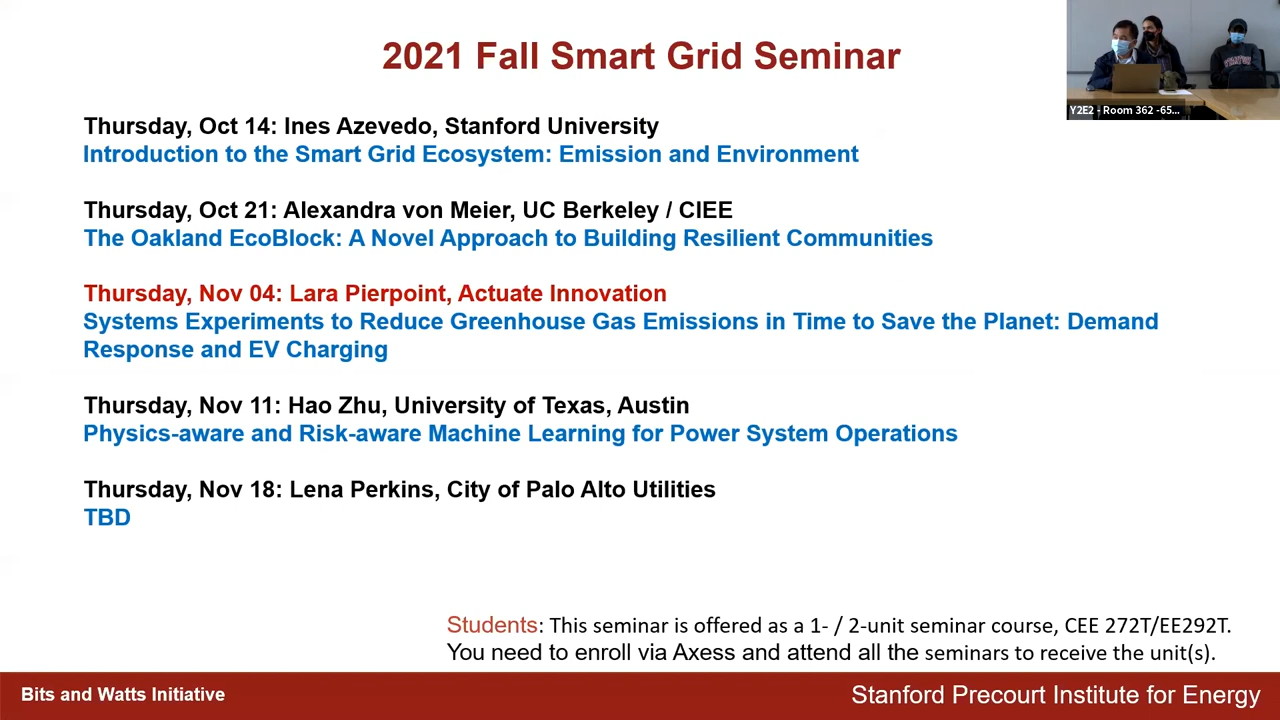 2021 Fall Smart Grid Seminar
Y2E2 - Room 362 -65...
Thursday, Oct 14: Ines Azevedo, Stanford University
Introduction to the Smart Grid Ecosystem: Emission and Environment
Thursday, Oct 21: Alexandra von Meier, UC Berkeley / CIEE
The Oakland EcoBlock: A Novel Approach to Building Resilient Communities
Thursday, Nov 04: Lara Pierpoint, Actuate Innovation
Systems Experiments to Reduce Greenhouse Gas Emissions in Time to Save the Planet: Demand
Response and EV Charging
Thursday, Nov 11: Hao Zhu, University of Texas, Austin
Physics-aware and Risk-aware Machine Learning for Power System Operations
Thursday, Nov 18: Lena Perkins, City of Palo Alto Utilities
TBD
Students: This seminar is offered as a 1- / 2-unit seminar course, CEE 272T/EE292T.
You need to enroll via Axess and attend all the seminars to receive the unit(s).
Bits and Watts Initiative
Stanford Precourt Institute for Energy